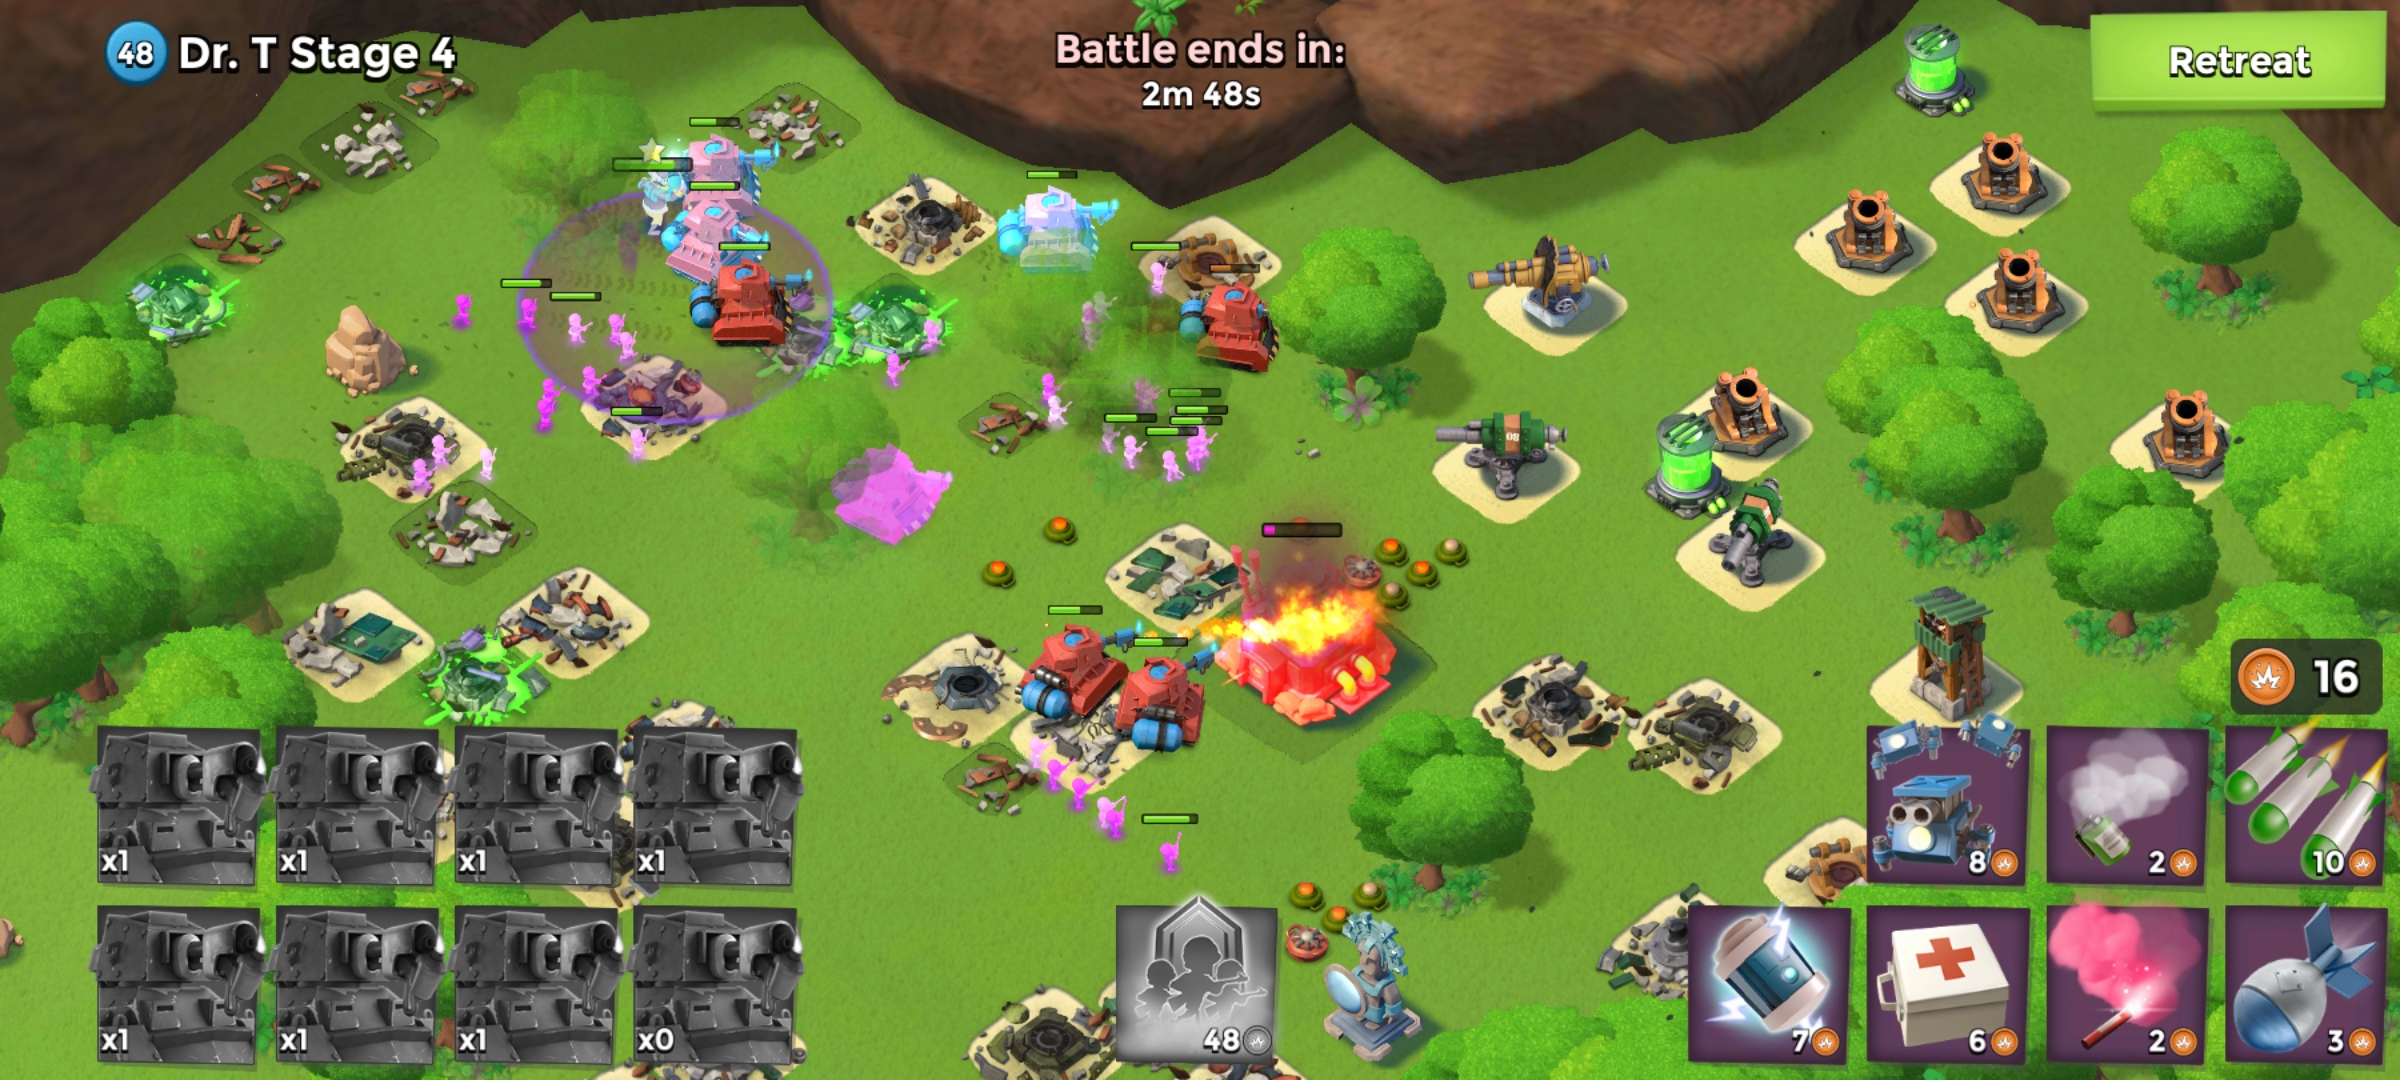 48 Dr. T Stage 4
Battle ends in:
2m 48s
Retreat
16
8
2
10
x1
x1
x1
x1
x1
x1
x1
x0
48
7
6
2
3